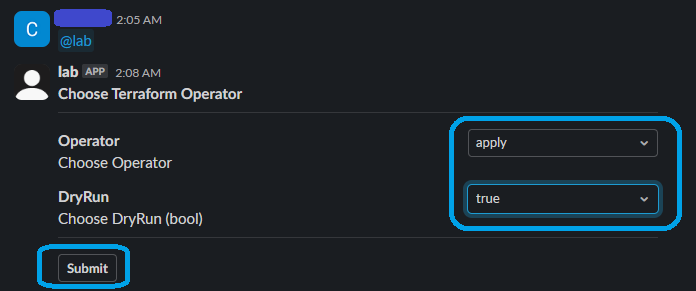 C
2:05 AM
@lab
lab APP 2:08 AM
Choose Terraform Operator
Operator
Choose Operator
apply
DryRun
Choose DryRun (bool)
true
Submit